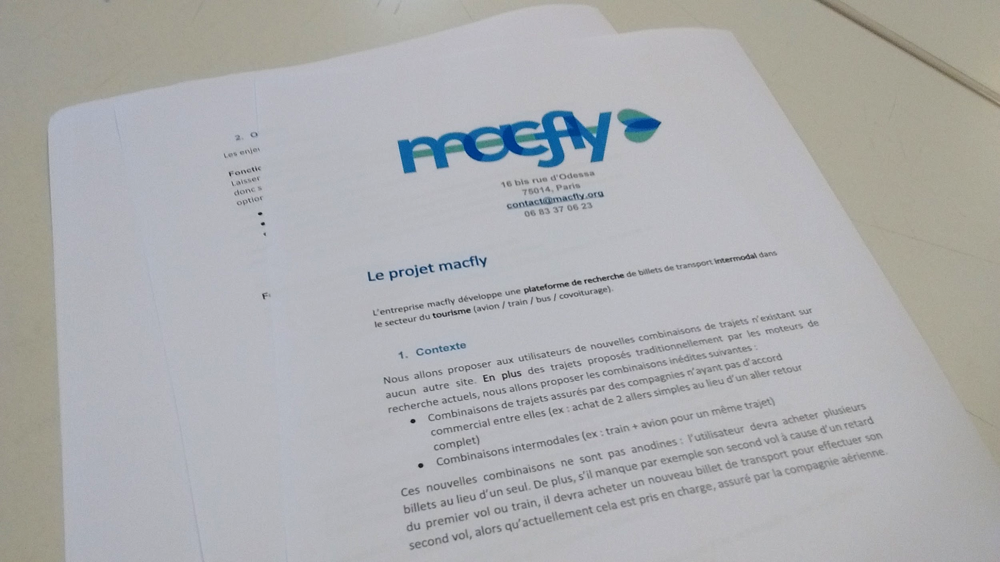 macfly
16 bis rue d'Odessa
75014, Paris
contact@macfly.org
06 83 37 06 23
Le projet macfly
L'entreprise macfly développe une plateforme de recherche de billets de transport intermodal dans
le secteur du tourisme (avion / train / bus / covoiturage).
1. Contexte
Nous allons proposer aux utilisateurs de nouvelles combinaisons de trajets n'existant sur
aucun autre site. En plus des trajets proposés traditionnellement par les moteurs de
recherche actuels, nous allons proposer les combinaisons inédites suivantes :
• Combinaisons de trajets assurés par des compagnies n'ayant pas d'accord
commercial entre elles (ex : achat de 2 allers simples au lieu d'un aller retour
complet)
• Combinaisons intermodales (ex : train + avion pour un même trajet)
Ces nouvelles combinaisons ne sont pas anodines : l'utilisateur devra acheter plusieurs
billets au lieu d'un seul. De plus, s'il manque par exemple son second vol à cause d'un retard
du premier vol ou train, il devra acheter un nouveau billet de transport pour effectuer son
second vol, alors qu'actuellement cela est pris en charge, assuré par la compagnie aérienne.
2. O
Les enje
Fonctio
Laisser
donc s
option